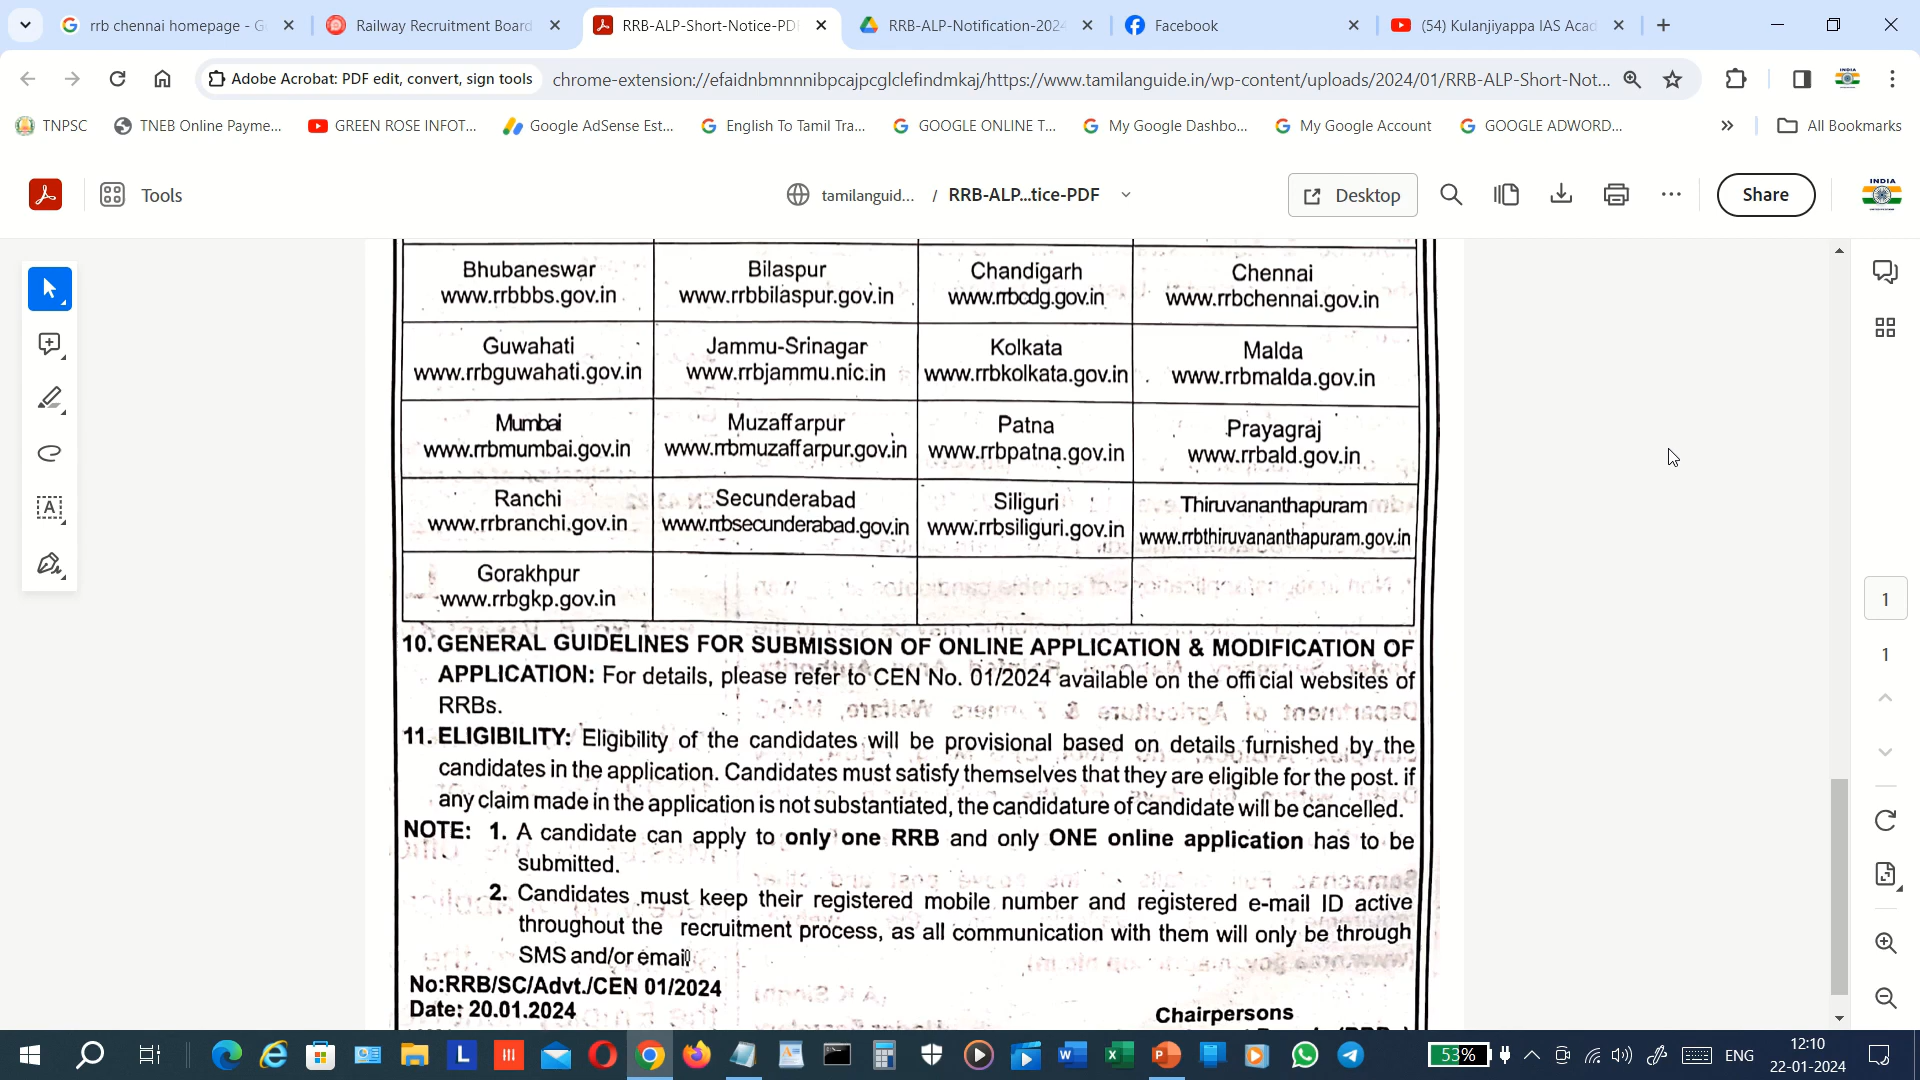 rrb chennai homepage - G
Railway Recruitment Board
RRB-ALP-Short-Notice-PD
RRB-ALP-Notification-2024
Facebook
(54) Kulanjiyappa IAS Acad
Adobe Acrobat: PDF edit, convert, sign tools
chrome-extension://efaidnbmnnnibpcajpcglclefindmkaj/https://www.tamilanguide.in/wp-content/uploads/2024/01/RRB-ALP-Short-Not...
TNPSC
TNEB Online Payme...
GREEN ROSE INFOT...
Google AdSense Est...
English To Tamil Tra...
GOOGLE ONLINE T...
My Google Dashbo...
My Google Account
GOOGLE ADWORD...
All Bookmarks
Tools
tamilanguid... / RRB-ALP...tice-PDF
Desktop
Share
INDIA
Bhubaneswar
www.rrbbbs.gov.in
Bilaspur
www.rrbbilaspur.gov.in
Chandigarh
www.rrbcdg.gov.in
Chennai
www.rrbchennai.gov.in
Guwahati
www.rrbguwahati.gov.in
Jammu-Srinagar
www.rrbjammu.nic.in
Kolkata
www.rrbkolkata.gov.in
Malda
www.rrbmalda.gov.in
Mumbai
www.rrbmumbai.gov.in
Muzaffarpur
www.rrbmuzaffarpur.gov.in
Patna
www.rrbpatna.gov.in
Prayagraj
www.rrbald.gov.in
Ranchi
www.rrbranchi.gov.in
Secunderabad
www.rrbsecunderabad.gov.in
Siliguri
www.rrbsiliguri.gov.in
Thiruvananthapuram
www.rrbthiruvananthapuram.gov.in
Gorakhpur
www.rrbgkp.gov.in
10. GENERAL GUIDELINES FOR SUBMISSION OF ONLINE APPLICATION & MODIFICATION OF
APPLICATION: For details, please refer to CEN No. 01/2024 available on the official websites of
RRBs.
11. ELIGIBILITY: Eligibility of the candidates will be provisional based on details furnished by the
candidates in the application. Candidates must satisfy themselves that they are eligible for the post. if
any claim made in the application is not substantiated, the candidature of candidate will be cancelled.
NOTE: 1. A candidate can apply to only one RRB and only ONE online application has to be
submitted.
2. Candidates must keep their registered mobile number and registered e-mail ID active
throughout the recruitment process, as all communication with them will only be through
SMS and/or email
No:RRB/SC/Advt./CEN 01/2024
Date: 20.01.2024
Chairpersons
1
1
53%
ENG
12:10
22-01-2024